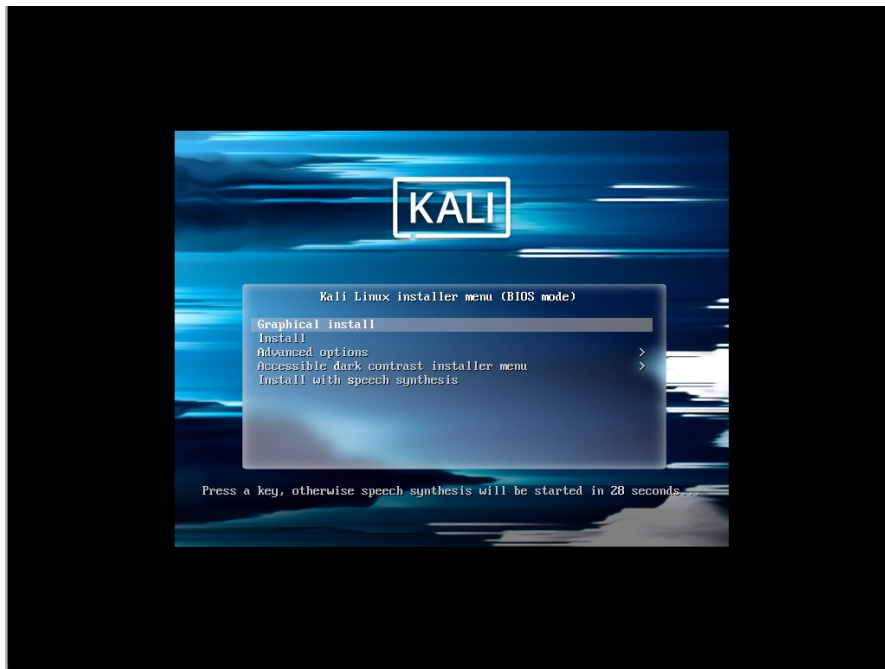 KALI
Kali Linux installer menu (BIOS mode)
Graphical install
Install
Advanced options >
Accessible dark contrast installer menu >
Install with speech synthesis
Press a key, otherwise speech synthesis will be started in 28 seconds...